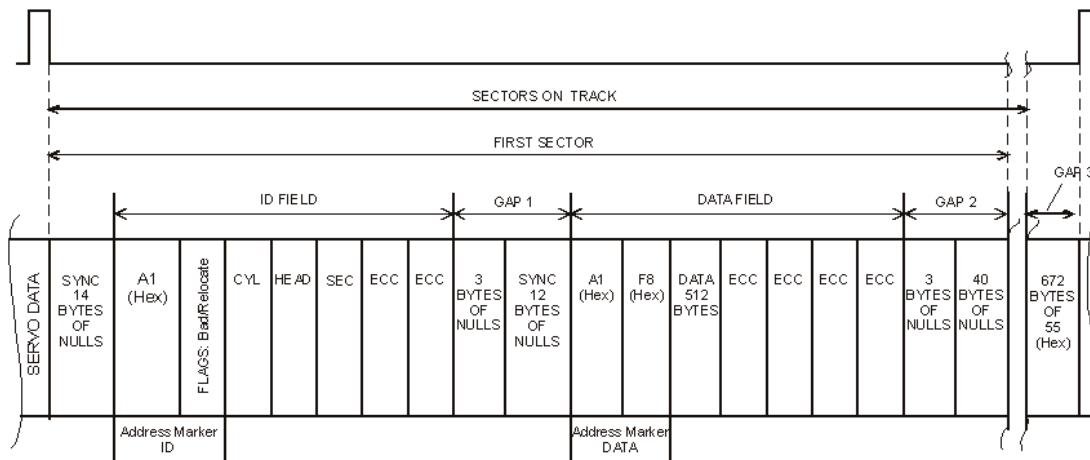 SECTORS ON TRACK
FIRST SECTOR
GAP 3
ID FIELD
GAP 1
DATA FIELD
GAP 2
SERVO DATA
SYNC
14
BYTES
OF
NULLS
A1
(Hex)
FLAGS: Bad/Relocate
CYL
HEAD
SEC
ECC
ECC
3
BYTES
OF
NULLS
SYNC
12
BYTES
OF
NULLS
A1
(Hex)
F8
(Hex)
DATA
512
BYTES
ECC
ECC
ECC
ECC
3
BYTES
OF
NULLS
40
BYTES
OF
NULLS
672
BYTES
OF
55
(Hex)
Address Marker
ID
Address Marker
DATA